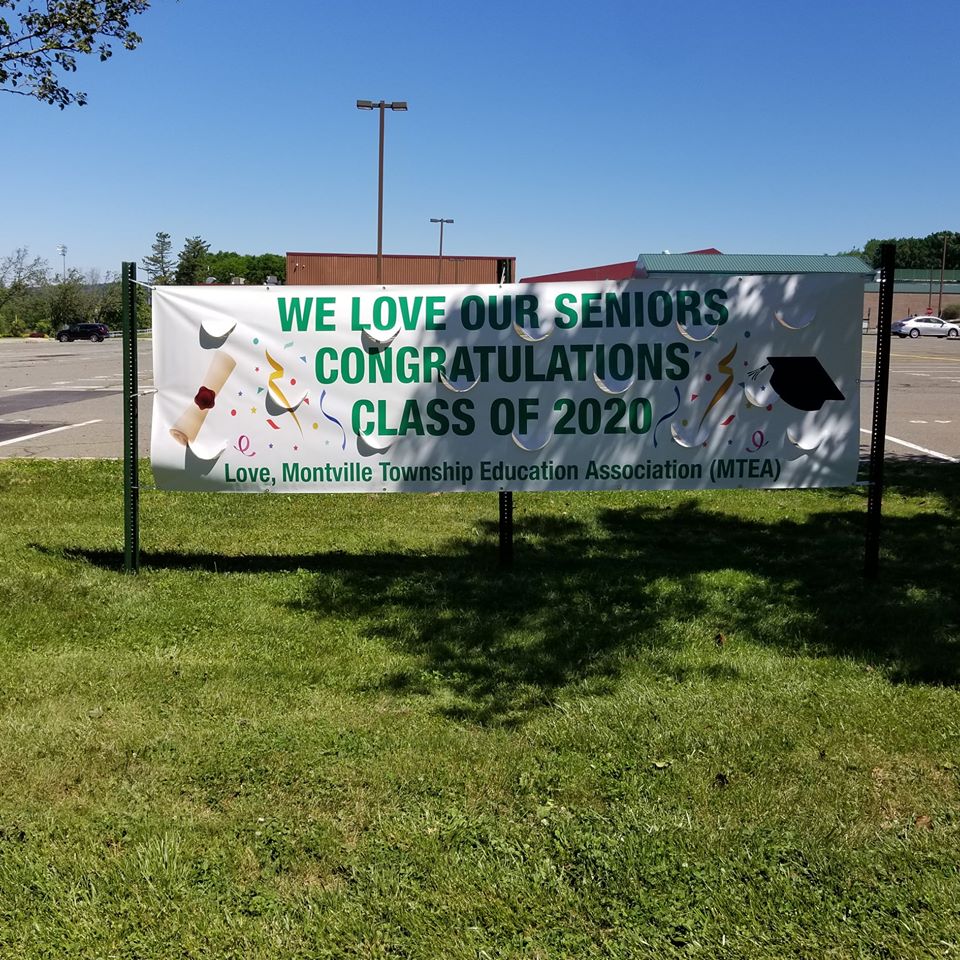 WE LOVE OUR SENIORS
CONGRATULATIONS
CLASS OF 2020
Love, Montville Township Education Association (MTEA)